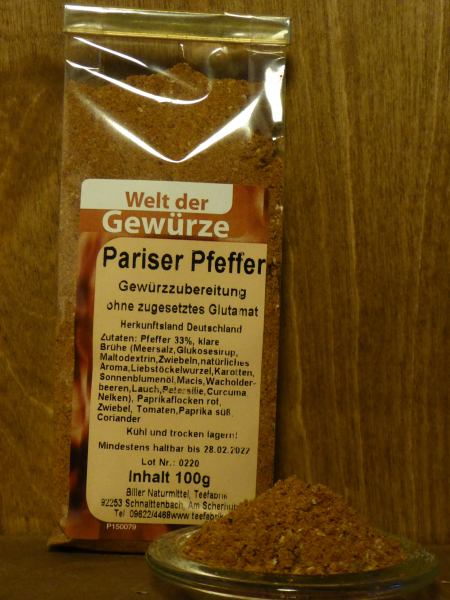 Welt der
Gewürze
Pariser Pfeffer
Gewürzzubereitung
ohne zugesetztes Glutamat
Herkunftsland Deutschland
Zutaten: Pfeffer 33%, klare
Brühe (Meersalz,Glukosesirup,
Maltodextrin,Zwiebeln,natürliches
Aroma,Liebstöckelwurzel,Karotten,
Sonnenblumenöl,Macis,Wacholder-
beeren,Lauch,Petersilie,Curcuma
Nelken), Paprikaflocken rot,
Zwiebel, Tomaten,Paprika süß,
Coriander
Kühl und trocken lagern!
Mindestens haltbar bis 28.02.2022
Lot Nr.: 0220
Inhalt 100g
Biller Naturmittel, Teefabrik
92253 Schnaittenbach, Am
Tel 09622/4468www
P150079